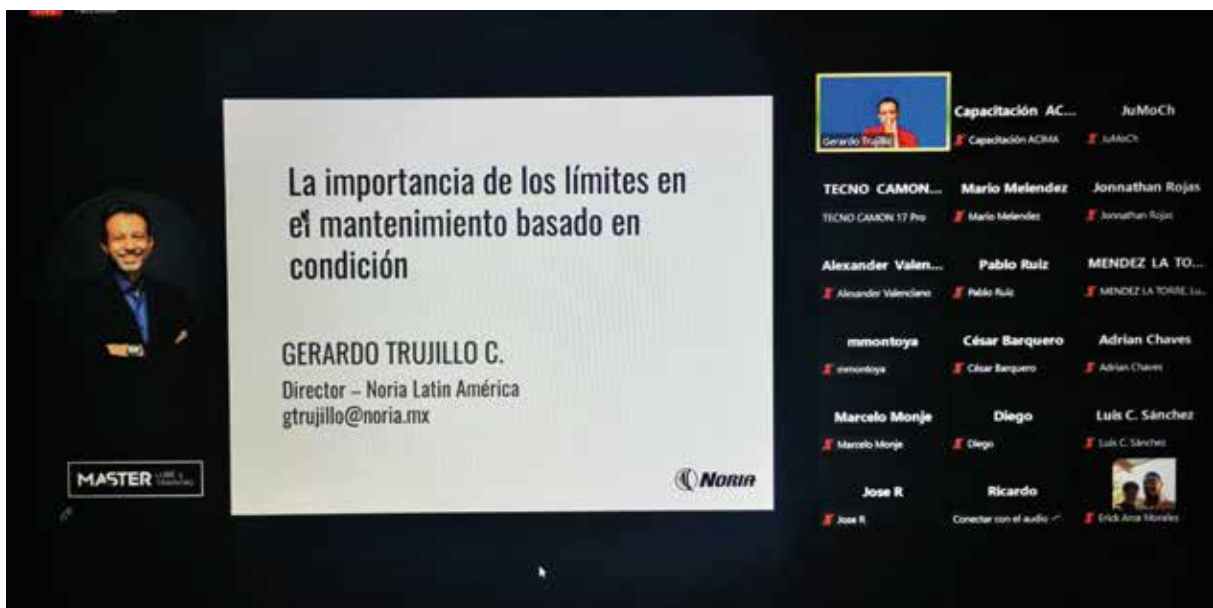 La importancia de los límites en
el mantenimiento basado en
condición
GERARDO TRUJILLO C.
Director – Noria Latin América
gtrujillo@noria.mx
NORIA
MASTER
Gerardo Trujillo
Capacitación AC...
Capacitación ACIMA
JuMoCh
JuMoCh
TECNO CAMON...
TECNO CAMON 17 Pro
Mario Melendez
Mario Melendez
Jonnathan Rojas
Jonnathan Rojas
Alexander Valen...
Alexander Valenciano
Pablo Ruiz
Pablo Ruiz
MENDEZ LA TO...
MENDEZ LA TORRE, Lu...
mmontoya
mmontoya
César Barquero
César Barquero
Adrian Chaves
Adrian Chaves
Marcelo Monje
Marcelo Monje
Diego
Diego
Luis C. Sánchez
Luis C. Sánchez
Jose R
Jose R
Ricardo
Conectar con el audio
Erick Arce Morales